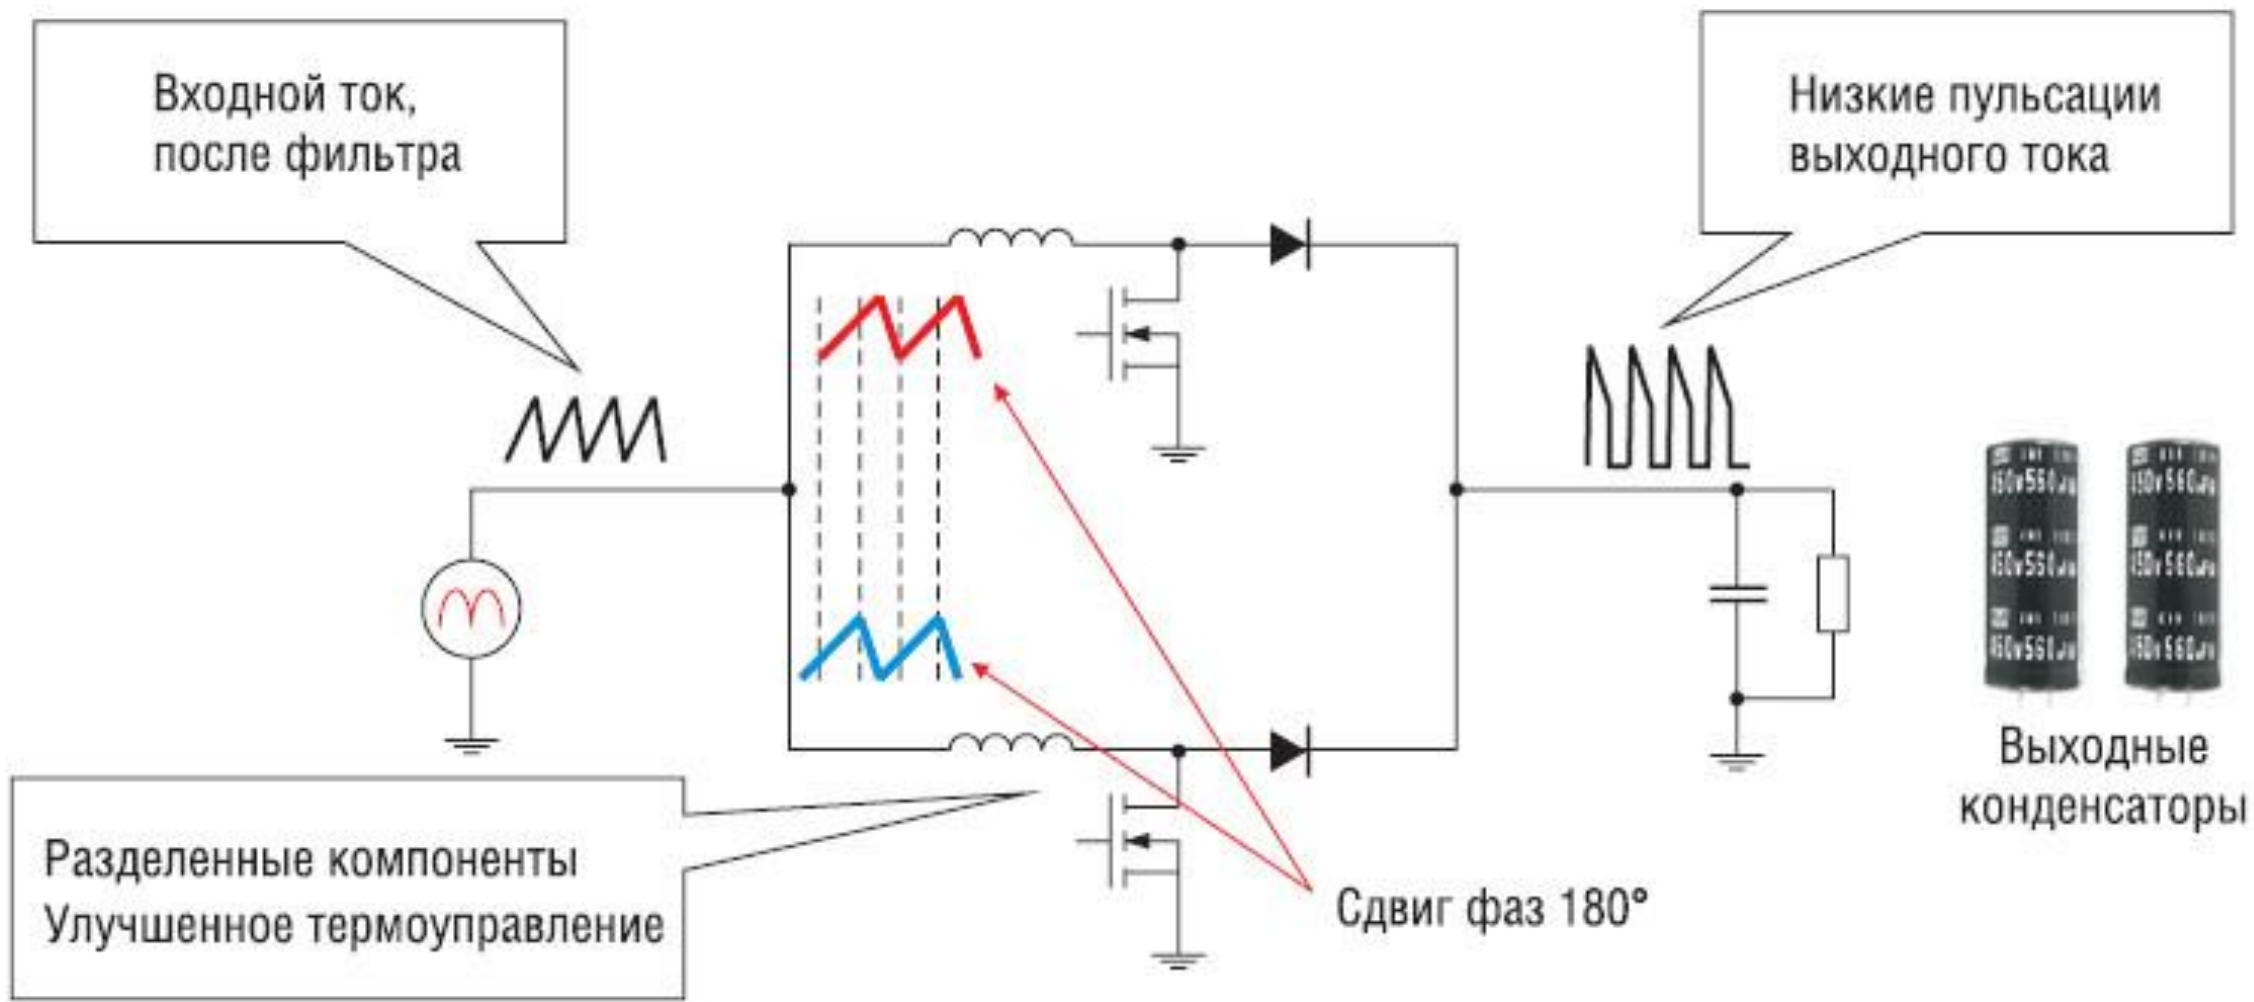 Входной ток,
после фильтра
Низкие пульсации
выходного тока
Выходные
конденсаторы
Разделенные компоненты
Улучшенное термоуправление
Сдвиг фаз 180°